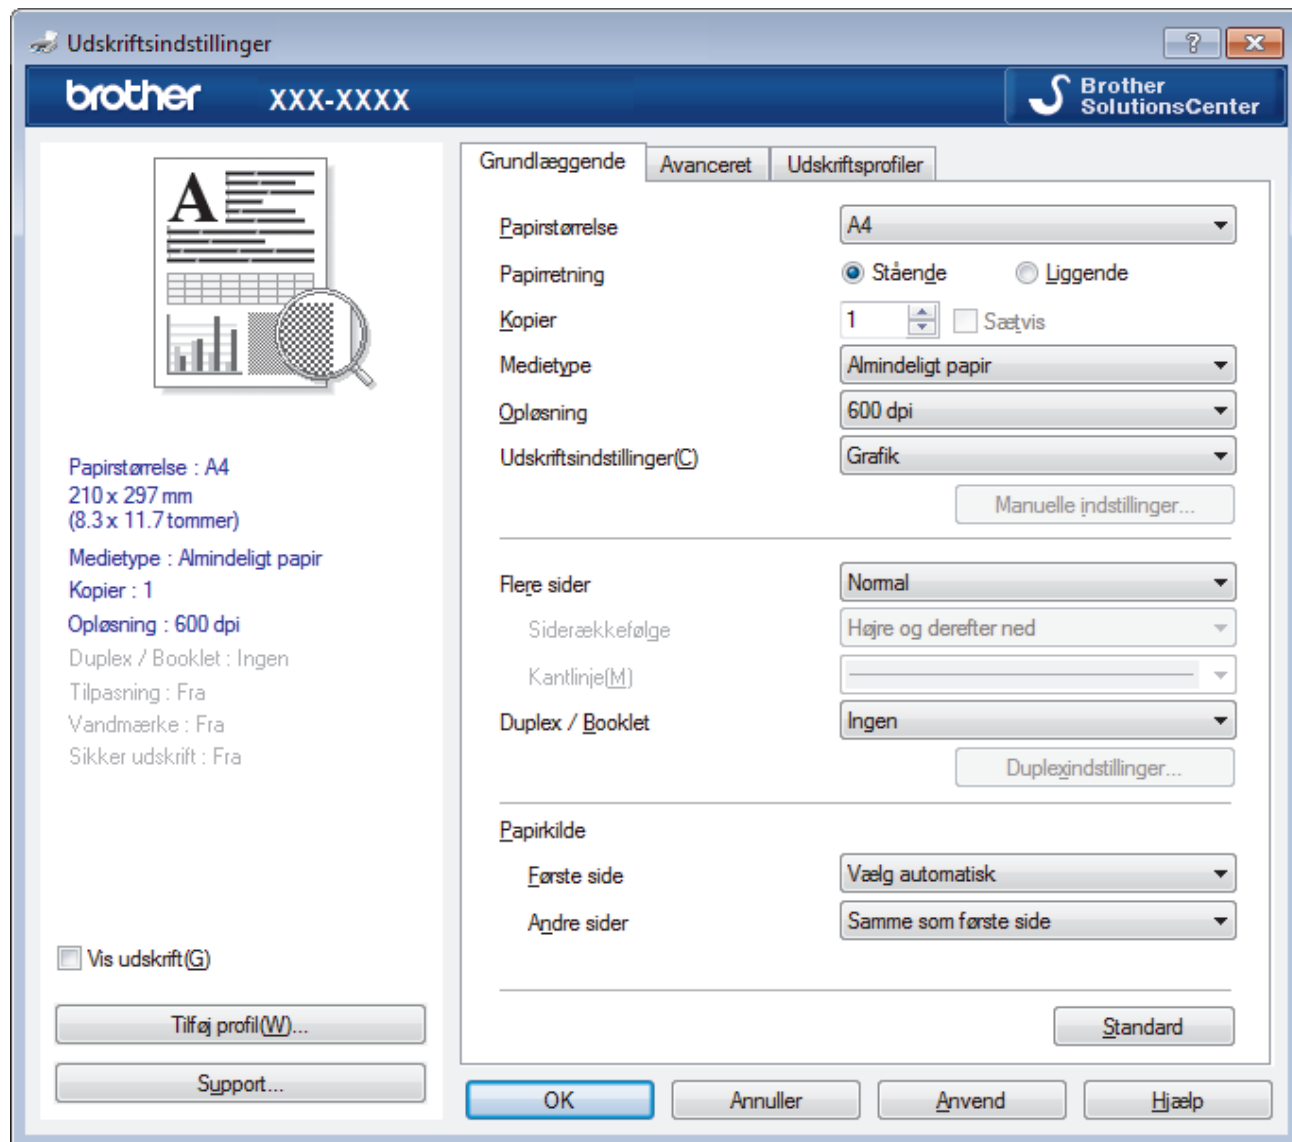 Udskriftsindstillinger
brother XXX-XXXX
Brother
SolutionsCenter
A
Papirstørrelse : A4
210 x 297 mm
(8.3 x 11.7 tommer)
Medietype : Almindeligt papir
Kopier : 1
Opløsning : 600 dpi
Duplex / Booklet : Ingen
Tilpasning : Fra
Vandmærke : Fra
Sikker udskrift : Fra
Vis udskrift(G)
Tilføj profil(W)...
Support...
Grundlæggende Avanceret Udskriftsprofiler
Papirstørrelse A4
Papirretning Stående Liggende
Kopier 1 Sætvis
Medietype Almindeligt papir
Opløsning 600 dpi
Udskriftsindstillinger(C) Grafik
Manuelle indstillinger...
Flere sider Normal
Siderækkefølge Højre og derefter ned
Kantlinje(M)
Duplex / Booklet Ingen
Duplexindstillinger...
Papirkilde
Første side Vælg automatisk
Andre sider Samme som første side
Standard
OK Annuller Anvend Hjælp